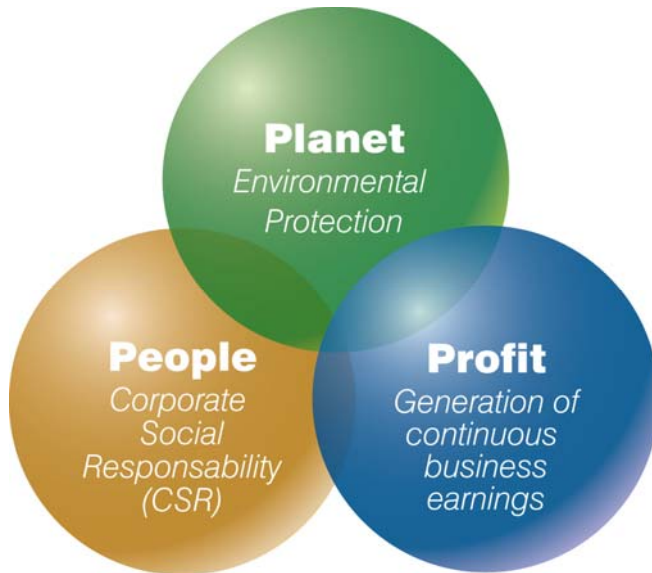 Planet
Environmental
Protection
People
Corporate
Social
Responsability
(CSR)
Profit
Generation of
continuous
business
earnings